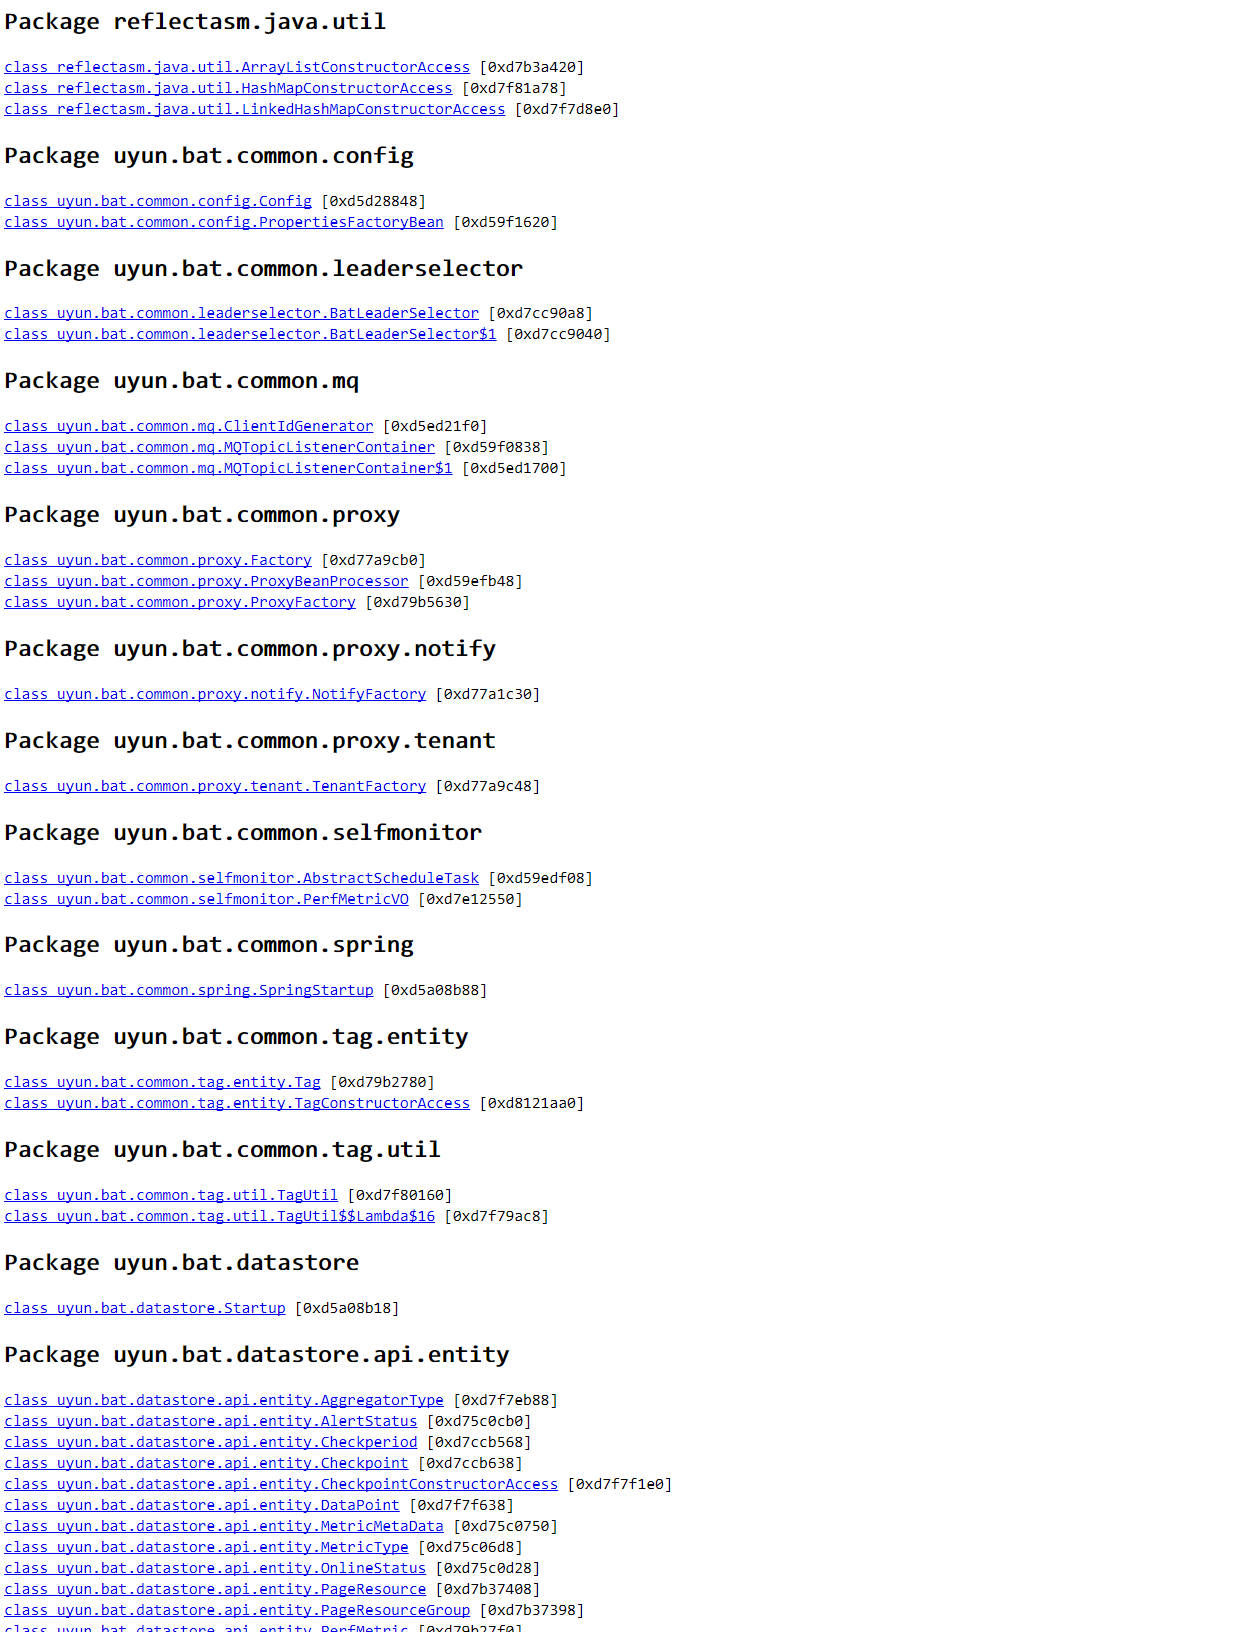 Package reflectasm.java.util
class reflectasm.java.util.ArrayListConstructorAccess [0xd7b3a420]
class reflectasm.java.util.HashMapConstructorAccess [0xd7f81a78]
class reflectasm.java.util.LinkedHashMapConstructorAccess [0xd7f7d8e0]
Package uyun.bat.common.config
class uyun.bat.common.config.Config [0xd5d28848]
class uyun.bat.common.config.PropertiesFactoryBean [0xd59f1620]
Package uyun.bat.common.leaderselector
class uyun.bat.common.leaderselector.BatLeaderSelector [0xd7cc90a8]
class uyun.bat.common.leaderselector.BatLeaderSelector$1 [0xd7cc9040]
Package uyun.bat.common.mq
class uyun.bat.common.mq.ClientIdGenerator [0xd5ed21f0]
class uyun.bat.common.mq.MQTopicListenerContainer [0xd59f0838]
class uyun.bat.common.mq.MQTopicListenerContainer$1 [0xd5ed1700]
Package uyun.bat.common.proxy
class uyun.bat.common.proxy.Factory [0xd77a9cb0]
class uyun.bat.common.proxy.ProxyBeanProcessor [0xd59efb48]
class uyun.bat.common.proxy.ProxyFactory [0xd79b5630]
Package uyun.bat.common.proxy.notify
class uyun.bat.common.proxy.notify.NotifyFactory [0xd77a1c30]
Package uyun.bat.common.proxy.tenant
class uyun.bat.common.proxy.tenant.TenantFactory [0xd77a9c48]
Package uyun.bat.common.selfmonitor
class uyun.bat.common.selfmonitor.AbstractScheduleTask [0xd59edf08]
class uyun.bat.common.selfmonitor.PerfMetricVO [0xd7e12550]
Package uyun.bat.common.spring
class uyun.bat.common.spring.SpringStartup [0xd5a08b88]
Package uyun.bat.common.tag.entity
class uyun.bat.common.tag.entity.Tag [0xd79b2780]
class uyun.bat.common.tag.entity.TagConstructorAccess [0xd8121aa0]
Package uyun.bat.common.tag.util
class uyun.bat.common.tag.util.TagUtil [0xd7f80160]
class uyun.bat.common.tag.util.TagUtil$$Lambda$16 [0xd7f79ac8]
Package uyun.bat.datastore
class uyun.bat.datastore.Startup [0xd5a08b18]
Package uyun.bat.datastore.api.entity
class uyun.bat.datastore.api.entity.AggregatorType [0xd7f7eb88]
class uyun.bat.datastore.api.entity.AlertStatus [0xd75c0cb0]
class uyun.bat.datastore.api.entity.Checkperiod [0xd7ccb568]
class uyun.bat.datastore.api.entity.Checkpoint [0xd7ccb638]
class uyun.bat.datastore.api.entity.CheckpointConstructorAccess [0xd7f7f1e0]
class uyun.bat.datastore.api.entity.DataPoint [0xd7f7f638]
class uyun.bat.datastore.api.entity.MetricMetaData [0xd75c0750]
class uyun.bat.datastore.api.entity.MetricType [0xd75c06d8]
class uyun.bat.datastore.api.entity.OnlineStatus [0xd75c0d28]
class uyun.bat.datastore.api.entity.PageResource [0xd7b37408]
class uyun.bat.datastore.api.entity.PageResourceGroup [0xd7b37398]
class uyun.bat.datastore.api.entity.PerfMetric [0xd79b27f0]